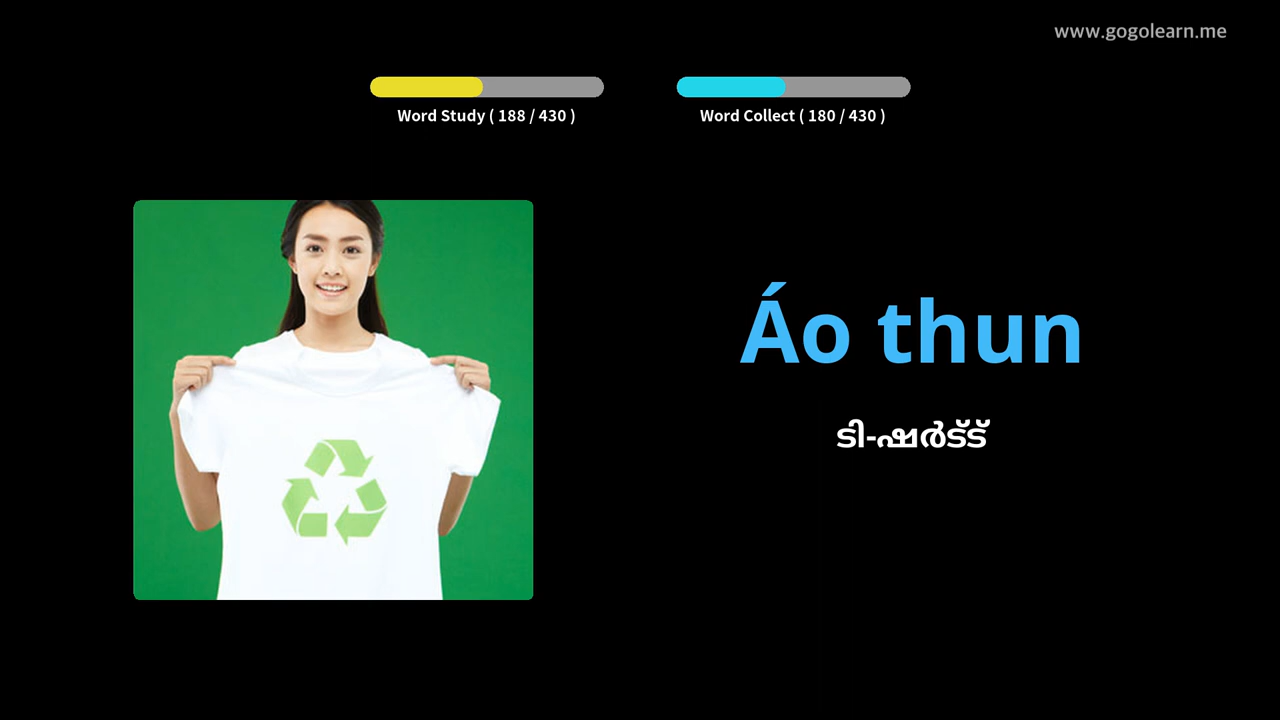 www.gogolearn.me
Word Study ( 188 / 430 )
Word Collect ( 180 / 430 )
Áo thun
ടി-ഷർട്ട്